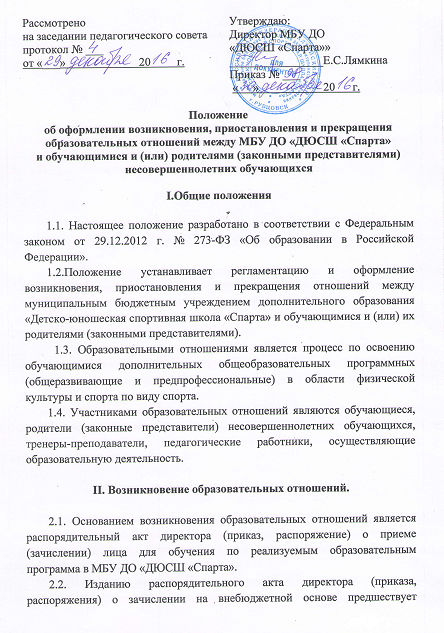 Рассмотрено
на заседании педагогического совета
протокол № 4
от «29» декабря 2016 г.
Утверждаю:
Директор МБУ ДО
«ДЮСШ «Спарта»»
Е.С.Лямкина
Приказ №
«30» декабря 2016 г.
ДЛЯ ДОКУМЕНТОВ
г. РУБЦОВСК
Положение
об оформлении возникновения, приостановления и прекращения
образовательных отношений между МБУ ДО «ДЮСШ «Спарта»
и обучающимися и (или) родителями (законными представителями)
несовершеннолетних обучающихся
I.Общие положения
1.1. Настоящее положение разработано в соответствии с Федеральным
законом от 29.12.2012 г. № 273-ФЗ «Об образовании в Российской
Федерации».
1.2.Положение устанавливает регламентацию и оформление
возникновения, приостановления и прекращения отношений между
муниципальным бюджетным учреждением дополнительного образования
«Детско-юношеская спортивная школа «Спарта» и обучающимися и (или) их
родителями (законными представителями).
1.3. Образовательными отношениями является процесс по освоению
обучающимися дополнительных общеобразовательных программных
(общеразвивающие и предпрофессиональные) в области физической
культуры и спорта по виду спорта.
1.4. Участниками образовательных отношений являются обучающиеся,
родители (законные представители) несовершеннолетних обучающихся,
тренеры-преподаватели, педагогические работники, осуществляющие
образовательную деятельность.
II. Возникновение образовательных отношений.
2.1. Основанием возникновения образовательных отношений является
распорядительный акт директора (приказ, распоряжение) о приеме
(зачислении) лица для обучения по реализуемым образовательным
программа в МБУ ДО «ДЮСШ «Спарта».
2.2. Изданию распорядительного акта директора (приказа,
распоряжения) о зачислении на внебюджетной основе предшествует